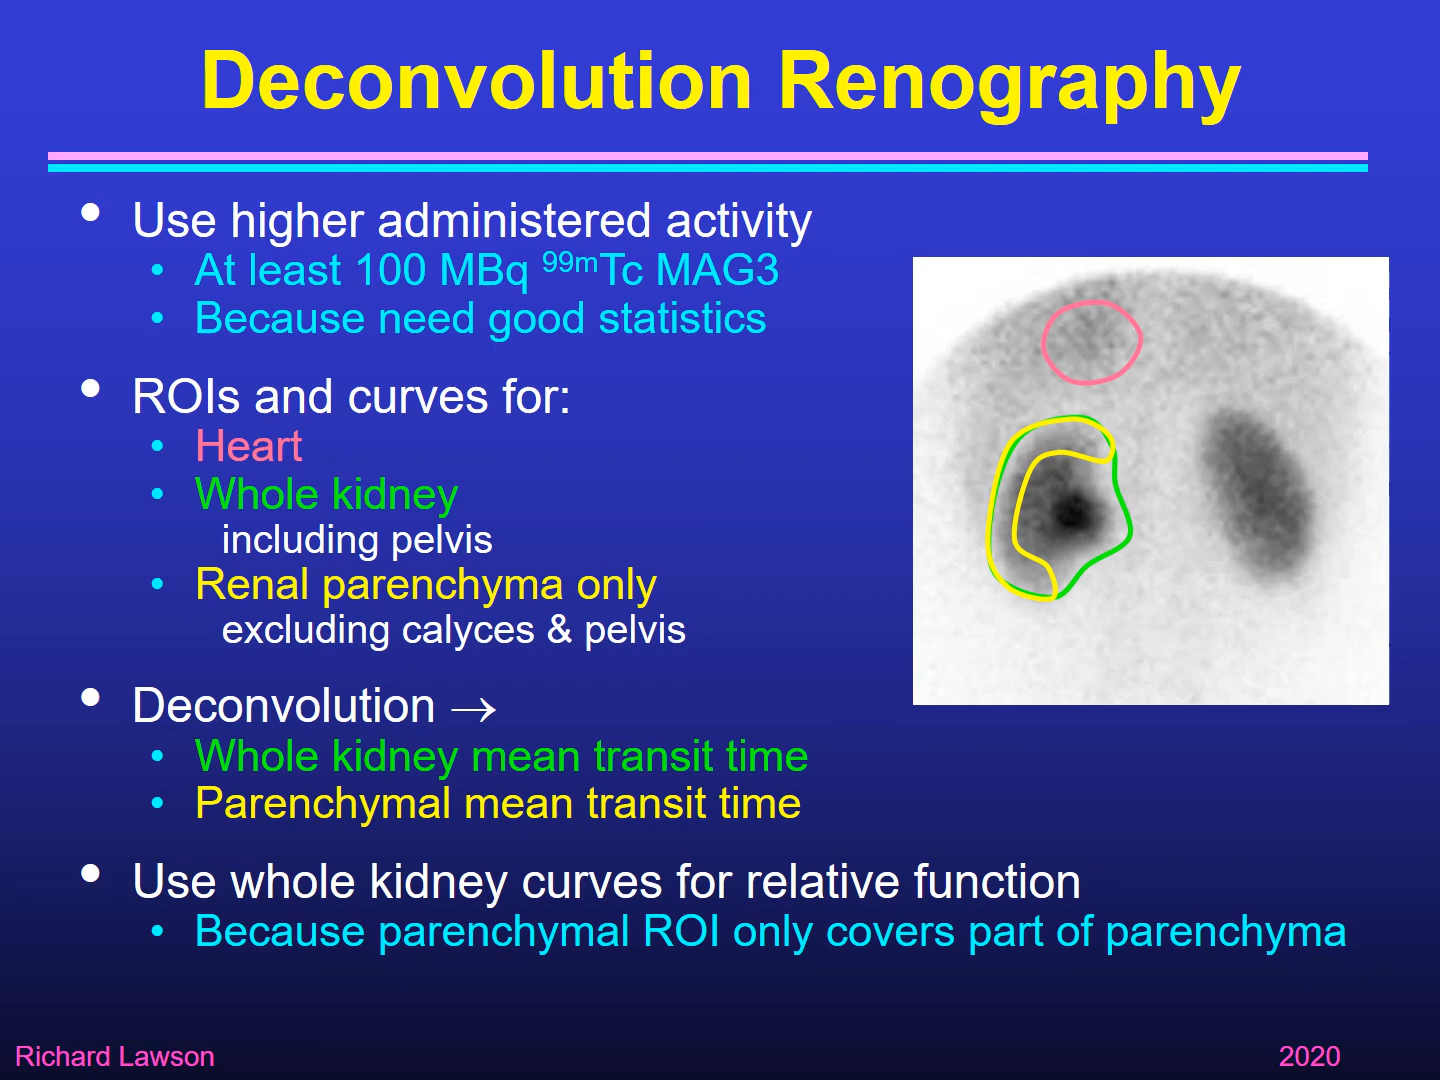 Deconvolution Renography
• Use higher administered activity
• At least 100 MBq 99mTc MAG3
• Because need good statistics
• ROIs and curves for:
• Heart
• Whole kidney
including pelvis
• Renal parenchyma only
excluding calyces & pelvis
• Deconvolution →
• Whole kidney mean transit time
• Parenchymal mean transit time
• Use whole kidney curves for relative function
• Because parenchymal ROI only covers part of parenchyma
Richard Lawson
2020